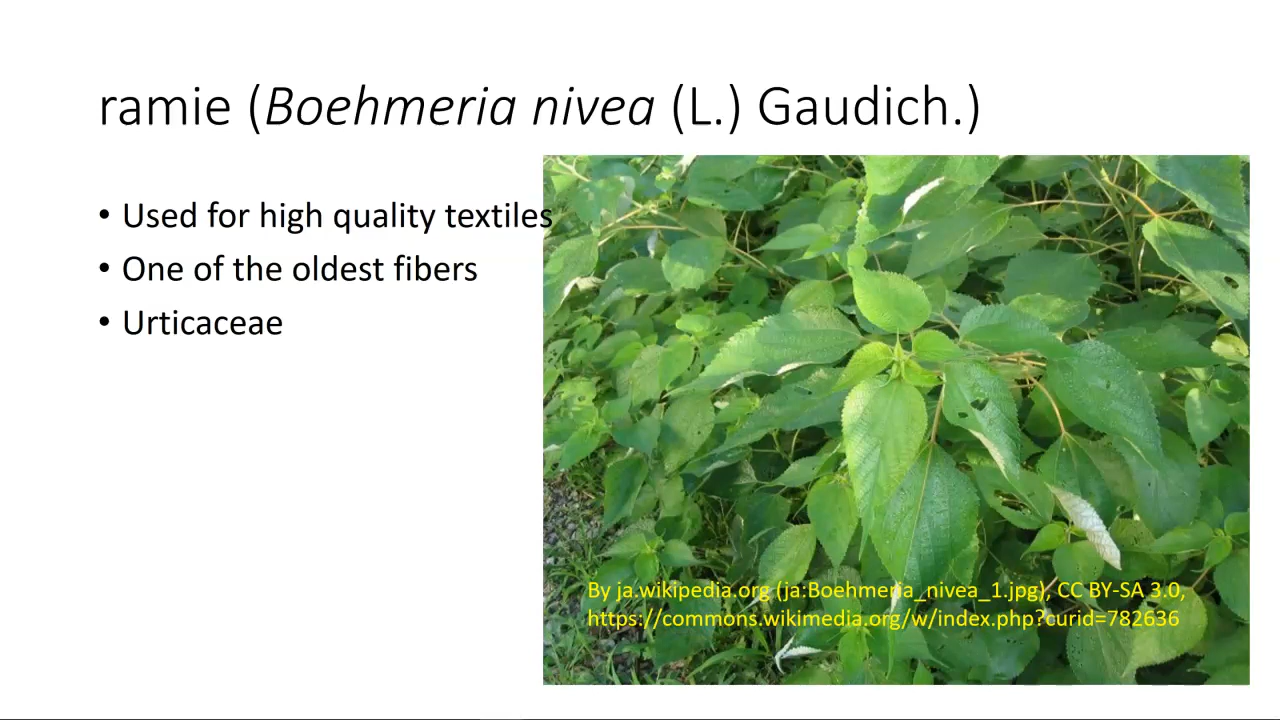 ramie (Boehmeria nivea (L.) Gaudich.)
• Used for high quality textiles
• One of the oldest fibers
• Urticaceae
By ja.wikipedia.org (ja:Boehmeria_nivea_1.jpg), CC BY-SA 3.0,
https://commons.wikimedia.org/w/index.php?curid=782636